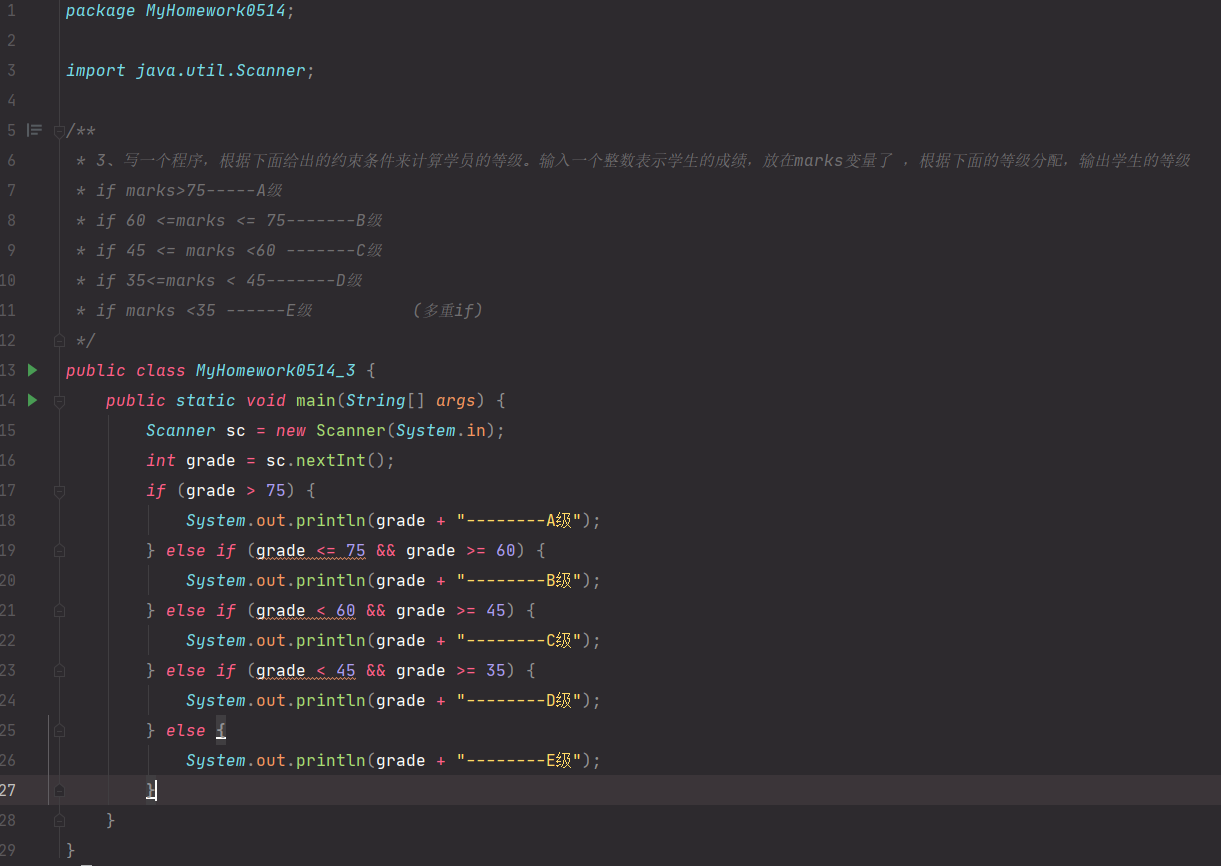 1 package MyHomework0514;
2
3 import java.util.Scanner;
4
5 /**
6 * 3、写一个程序，根据下面给出的约束条件来计算学员的等级。输入一个整数表示学生的成绩，放在marks变量了 ，根据下面的等级分配，输出学生的等级
7 * if marks>75-----A级
8 * if 60 <=marks <= 75-------B级
9 * if 45 <= marks <60 -------C级
10 * if 35<=marks < 45-------D级
11 * if marks <35 ------E级 (多重if)
12 */
13 public class MyHomework0514_3 {
14 public static void main(String[] args) {
15 Scanner sc = new Scanner(System.in);
16 int grade = sc.nextInt();
17 if (grade > 75) {
18 System.out.println(grade + "--------A级");
19 } else if (grade <= 75 && grade >= 60) {
20 System.out.println(grade + "--------B级");
21 } else if (grade < 60 && grade >= 45) {
22 System.out.println(grade + "--------C级");
23 } else if (grade < 45 && grade >= 35) {
24 System.out.println(grade + "--------D级");
25 } else {
26 System.out.println(grade + "--------E级");
27 }
28 }
29 }